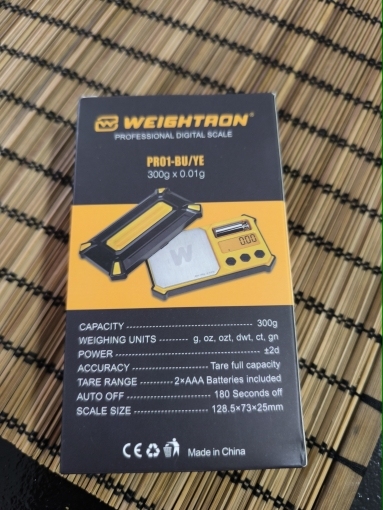 WEIGHTRON®
PROFESSIONAL DIGITAL SCALE
PRO1-BU/YE
300g x 0.01g
W
000
CAPACITY 300g
WEIGHING UNITS g, oz, ozt, dwt, ct, gn
POWER ±2d
ACCURACY Tare full capacity
TARE RANGE 2×AAA Batteries included
AUTO OFF 180 Seconds off
SCALE SIZE 128.5×73×25mm
CE Made in China